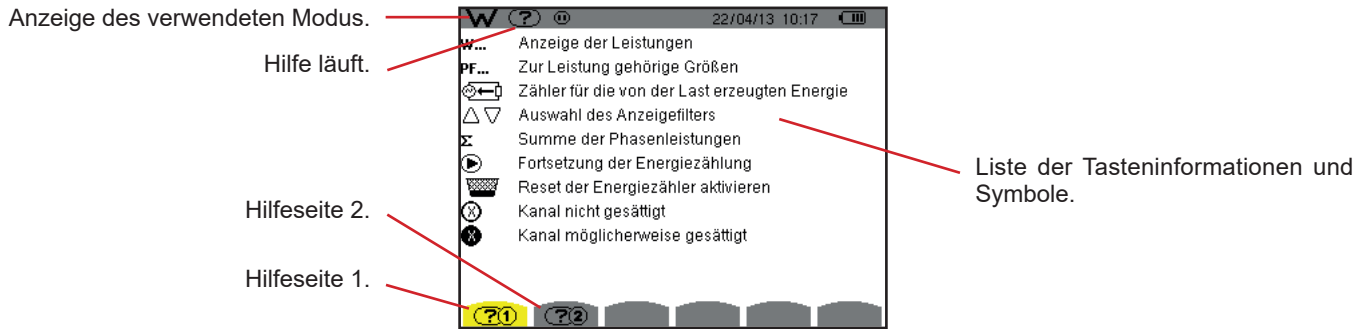 Anzeige des verwendeten Modus.
W ? 22/04/13 10:17
Hilfe läuft.
W... Anzeige der Leistungen
PF... Zur Leistung gehörige Größen
Zähler für die von der Last erzeugten Energie
Auswahl des Anzeigefilters
Σ Summe der Phasenleistungen
Fortsetzung der Energiezählung
Reset der Energiezähler aktivieren
X Kanal nicht gesättigt
X Kanal möglicherweise gesättigt
Liste der Tasteninformationen und
Symbole.
Hilfeseite 2.
Hilfeseite 1.
?1 ?2